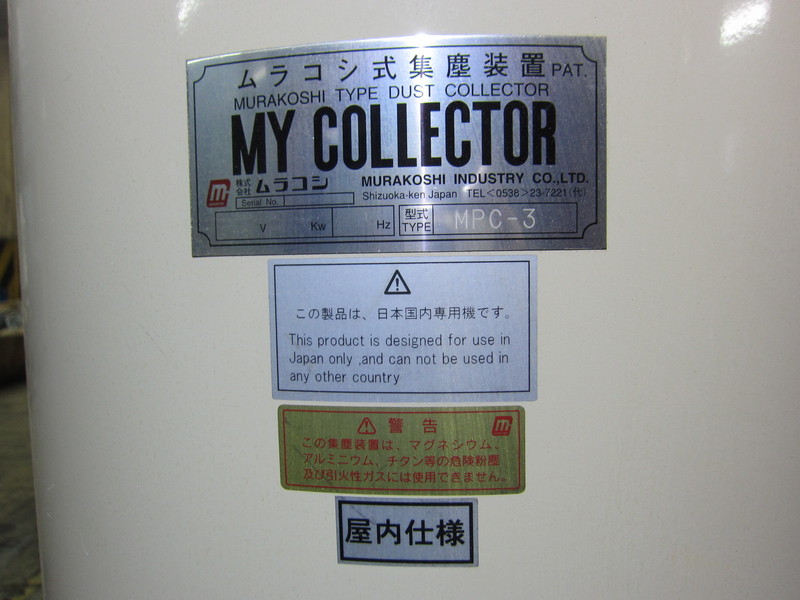 ムラコシ式集塵装置 PAT.
MURAKOSHI TYPE DUST COLLECTOR
MY COLLECTOR
m 株式会社 ムラコシ MURAKOSHI INDUSTRY CO.,LTD.
Serial No. Shizuoka-ken Japan TEL<0538>23-7221(代)
V Kw Hz 型式 TYPE MPC-3
この製品は、日本国内専用機です。
This product is designed for use in
Japan only ,and can not be used in
any other country
警告 m
この集塵装置は、マグネシウム、
アルミニウム、チタン等の危険粉塵
及び引火性ガスには使用できません。
屋内仕様